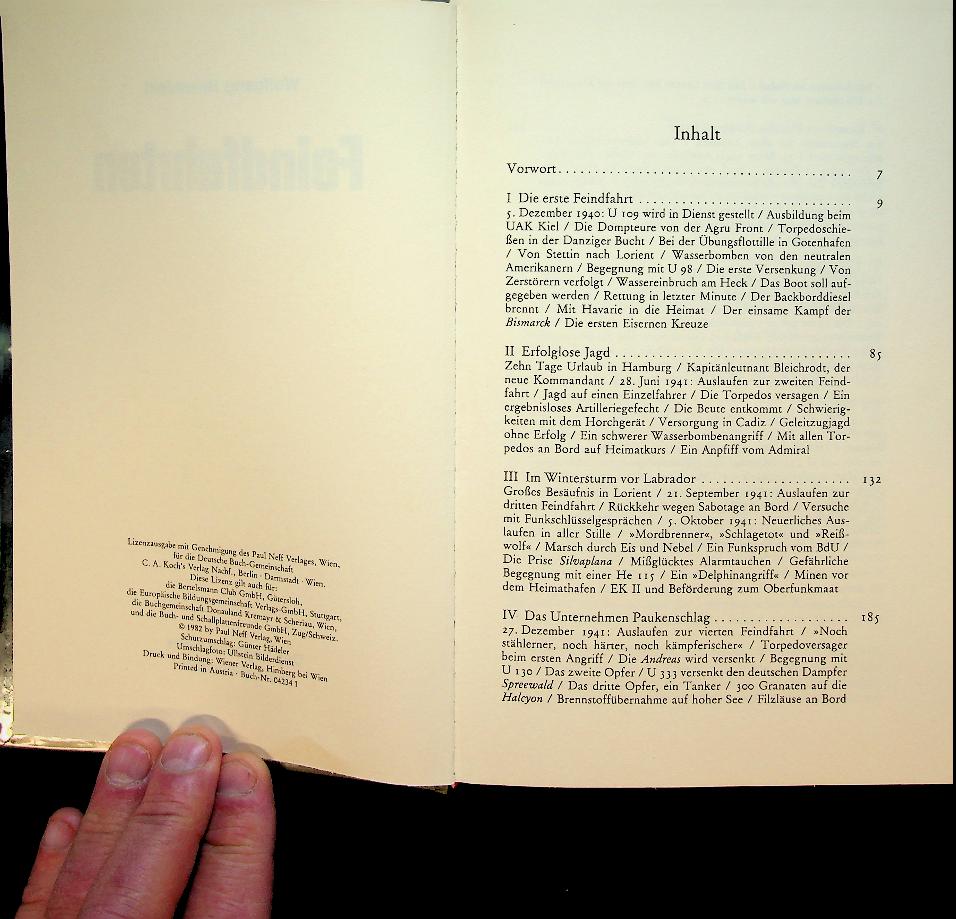 Lizenzausgabe mit Genehmigung des Paul Neff Verlages, Wien,
für die Deutsche Buch-Gemeinschaft
C. A. Koch's Verlag Nachf., Berlin · Darmstadt · Wien.
Diese Lizenz gilt auch für:
die Bertelsmann Club GmbH, Gütersloh,
die Europäische Bildungsgemeinschaft Verlags-GmbH, Stuttgart,
die Buchgemeinschaft Donauland Kremayr & Scheriau, Wien,
und die Buch- und Schallplattenfreunde GmbH, Zug/Schweiz.
© 1982 by Paul Neff Verlag, Wien
Schutzumschlag: Günter Hädeler
Umschlagfoto: Ullstein Bilderdienst
Druck und Bindung: Wiener Verlag, Himberg bei Wien
Printed in Austria · Buch-Nr. 04234 1
Inhalt
Vorwort. . . . . . . . . . . . . . . . . . . . . . . . . . . . . . . . . . . . . . . . 7
I Die erste Feindfahrt . . . . . . . . . . . . . . . . . . . . . . . . . . . . . 9
5. Dezember 1940: U 109 wird in Dienst gestellt / Ausbildung beim
UAK Kiel / Die Dompteure von der Agru Front / Torpedoschie-
ßen in der Danziger Bucht / Bei der Übungsflottille in Gotenhafen
/ Von Stettin nach Lorient / Wasserbomben von den neutralen
Amerikanern / Begegnung mit U 98 / Die erste Versenkung / Von
Zerstörern verfolgt / Wassereinbruch am Heck / Das Boot soll auf-
gegeben werden / Rettung in letzter Minute / Der Backborddiesel
brennt / Mit Havarie in die Heimat / Der einsame Kampf der
Bismarck / Die ersten Eisernen Kreuze
II Erfolglose Jagd . . . . . . . . . . . . . . . . . . . . . . . . . . . . . . . . 85
Zehn Tage Urlaub in Hamburg / Kapitänleutnant Bleichrodt, der
neue Kommandant / 28. Juni 1941: Auslaufen zur zweiten Feind-
fahrt / Jagd auf einen Einzelfahrer / Die Torpedos versagen / Ein
ergebnisloses Artilleriegefecht / Die Beute entkommt / Schwierig-
keiten mit dem Horchgerät / Versorgung in Cadiz / Geleitzugjagd
ohne Erfolg / Ein schwerer Wasserbombenangriff / Mit allen Tor-
pedos an Bord auf Heimatkurs / Ein Anpfiff vom Admiral
III Im Wintersturm vor Labrador . . . . . . . . . . . . . . . . . . . . . 132
Großes Besäufnis in Lorient / 21. September 1941: Auslaufen zur
dritten Feindfahrt / Rückkehr wegen Sabotage an Bord / Versuche
mit Funkschlüsselgesprächen / 5. Oktober 1941: Neuerliches Aus-
laufen in aller Stille / »Mordbrenner«, »Schlagetot« und »Reiß-
wolf« / Marsch durch Eis und Nebel / Ein Funkspruch vom BdU /
Die Prise Silvaplana / Mißglücktes Alarmtauchen / Gefährliche
Begegnung mit einer He 115 / Ein »Delphinangriff« / Minen vor
dem Heimathafen / EK II und Beförderung zum Oberfunkmaat
IV Das Unternehmen Paukenschlag . . . . . . . . . . . . . . . . . . . 185
27. Dezember 1941: Auslaufen zur vierten Feindfahrt / »Noch
stählerner, noch härter, noch kämpferischer« / Torpedoversager
beim ersten Angriff / Die Andreas wird versenkt / Begegnung mit
U 130 / Das zweite Opfer / U 333 versenkt den deutschen Dampfer
Spreewald / Das dritte Opfer, ein Tanker / 300 Granaten auf die
Halcyon / Brennstoffübernahme auf hoher See / Filzläuse an Bord